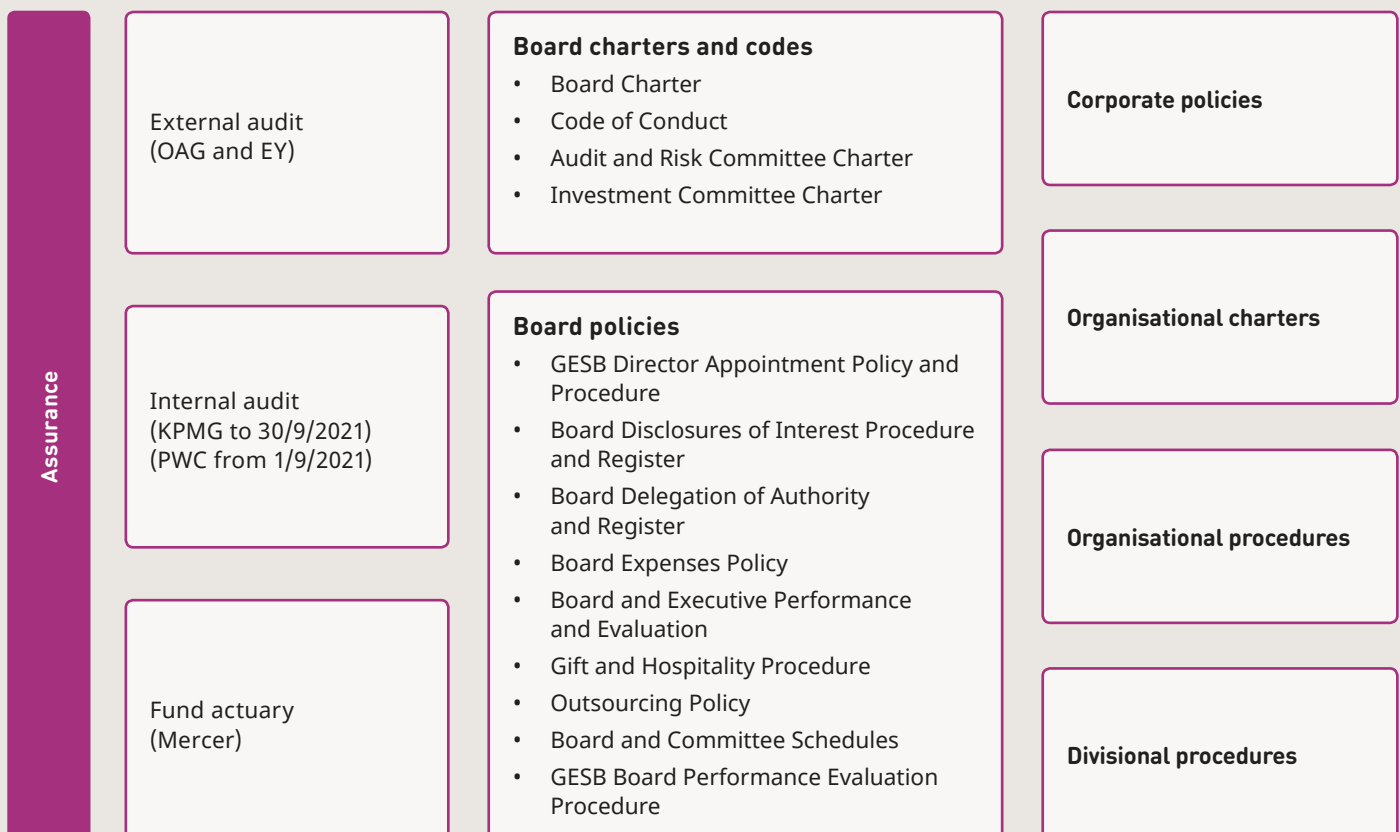 Assurance
External audit
(OAG and EY)
Internal audit
(KPMG to 30/9/2021)
(PWC from 1/9/2021)
Fund actuary
(Mercer)
Board charters and codes
• Board Charter
• Code of Conduct
• Audit and Risk Committee Charter
• Investment Committee Charter
Board policies
• GESB Director Appointment Policy and
Procedure
• Board Disclosures of Interest Procedure
and Register
• Board Delegation of Authority
and Register
• Board Expenses Policy
• Board and Executive Performance
and Evaluation
• Gift and Hospitality Procedure
• Outsourcing Policy
• Board and Committee Schedules
• GESB Board Performance Evaluation
Procedure
Corporate policies
Organisational charters
Organisational procedures
Divisional procedures